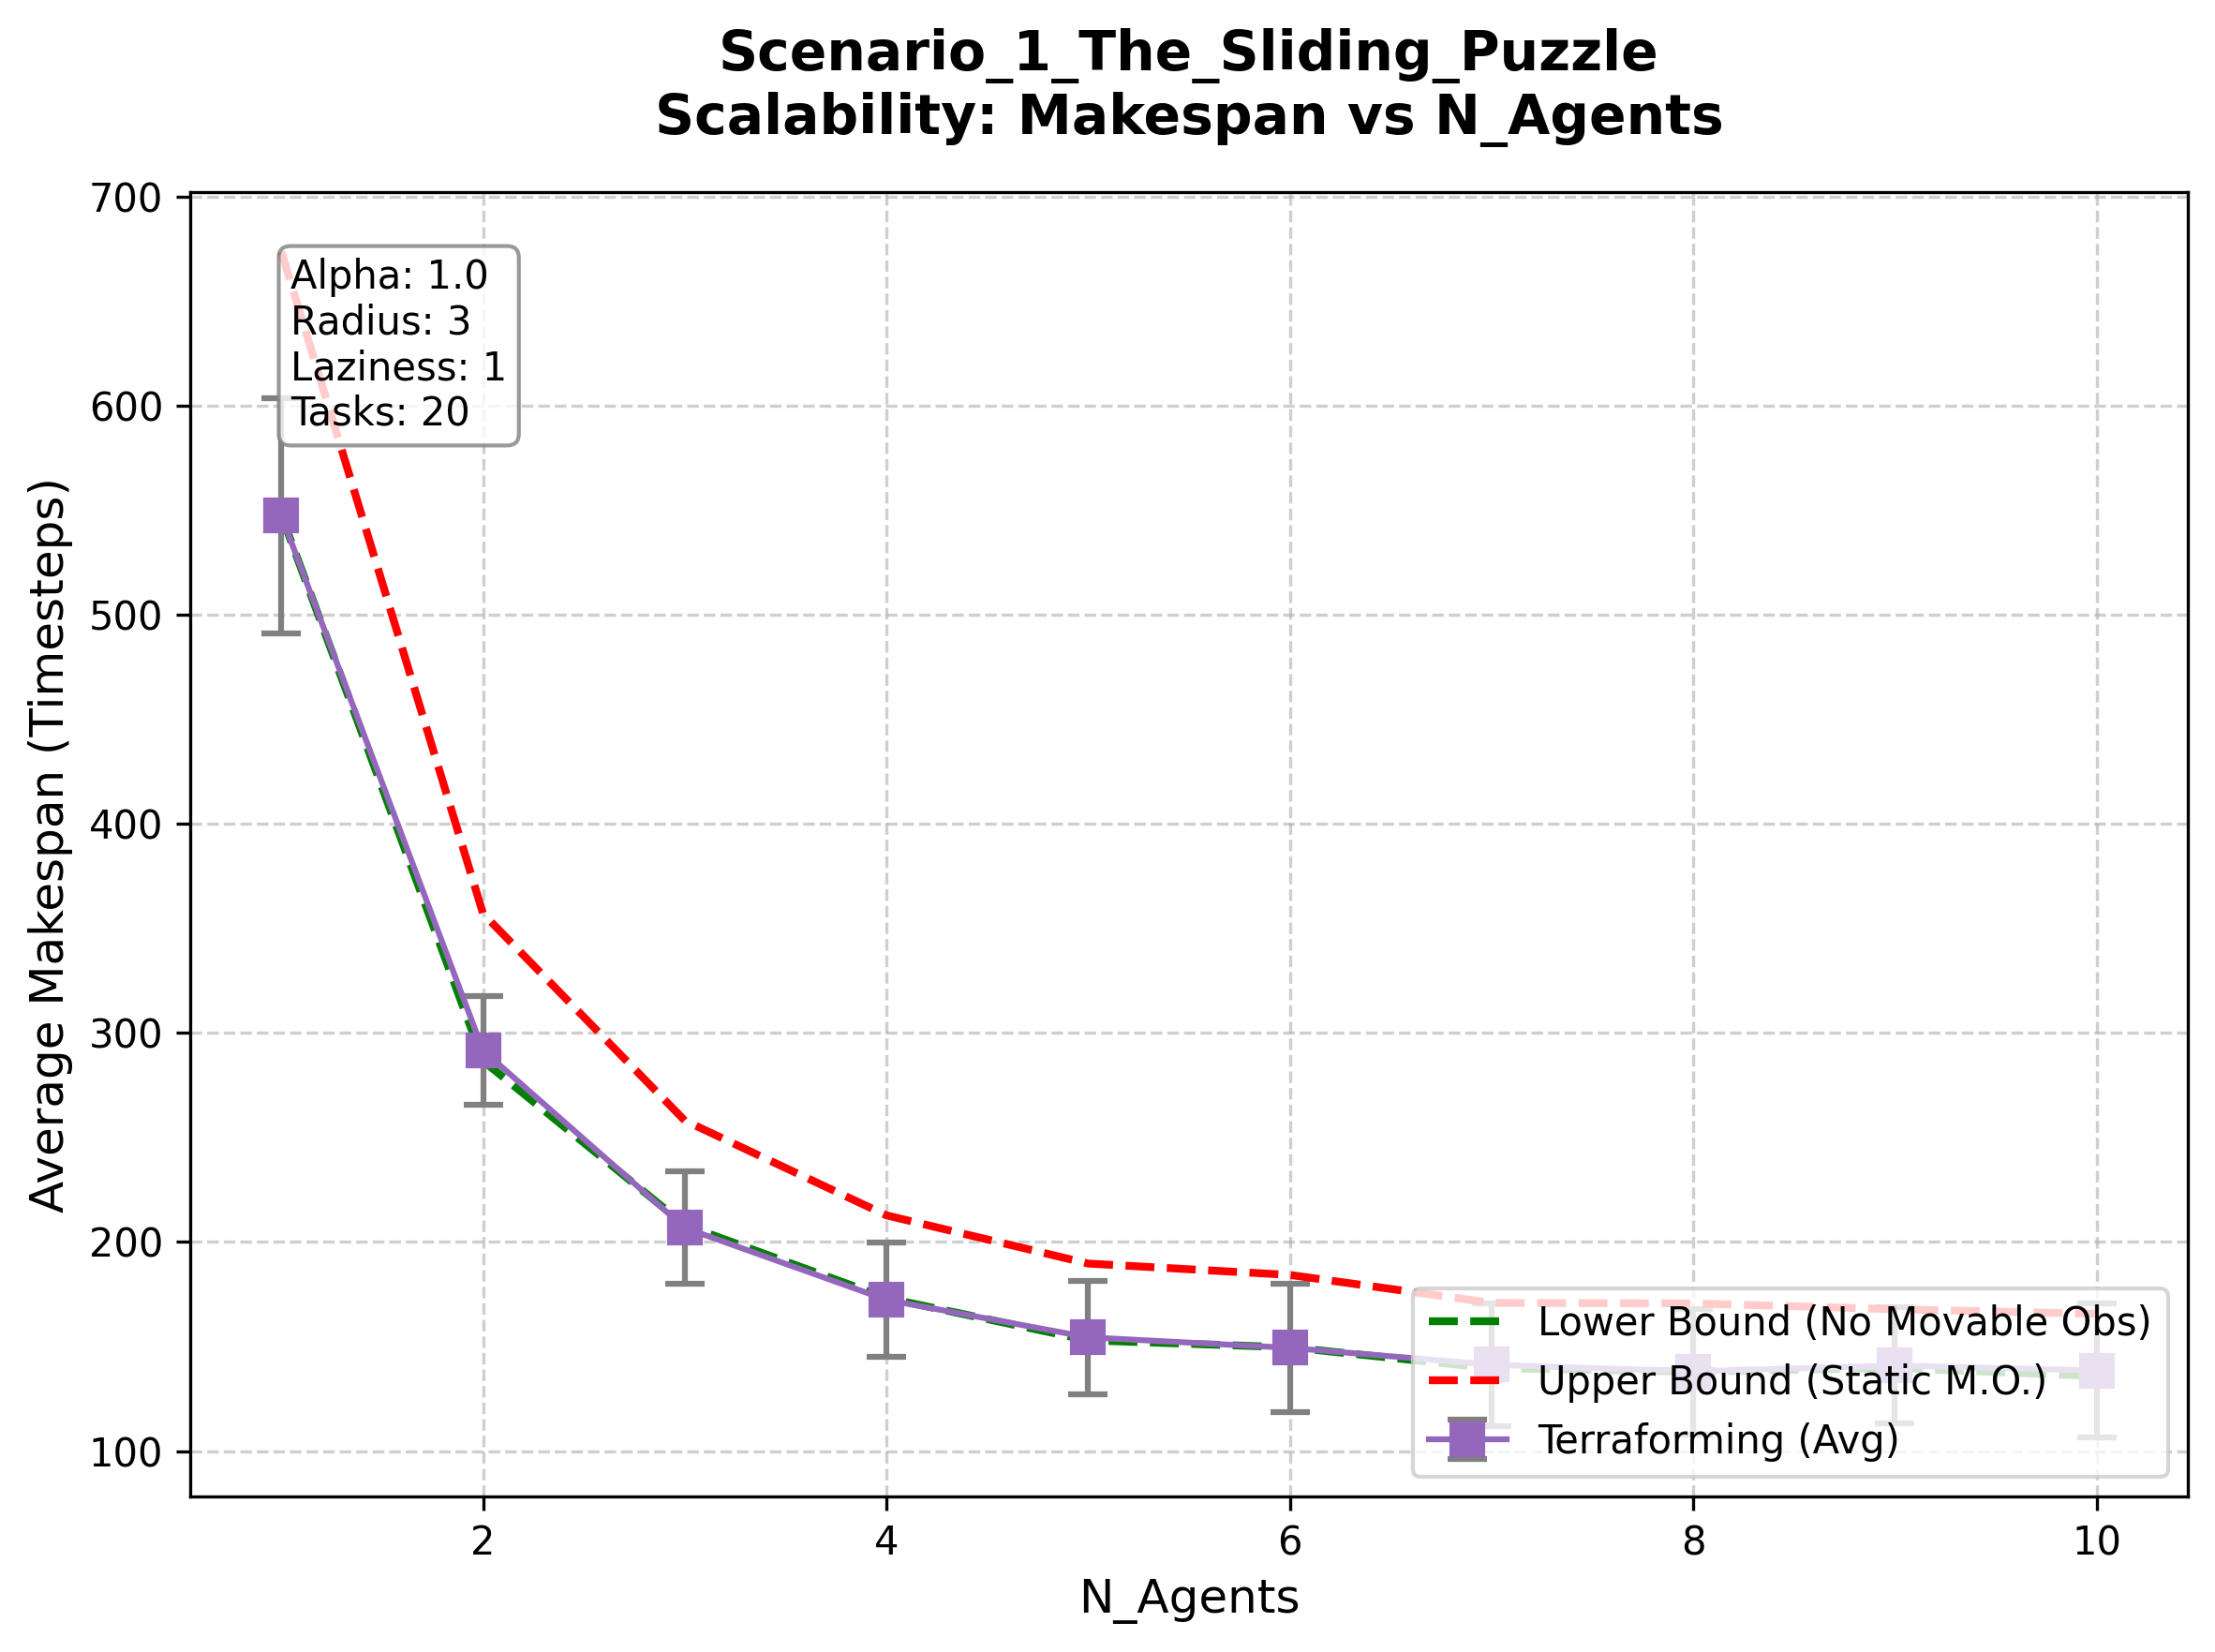 Scenario_1_The_Sliding_Puzzle
Scalability: Makespan vs N_Agents
700
600
500
400
300
200
100
Average Makespan (Timesteps)
Alpha: 1.0
Radius: 3
Laziness: 1
Tasks: 20
Lower Bound (No Movable Obs)
Upper Bound (Static M.O.)
Terraforming (Avg)
2 4 6 8 10
N_Agents